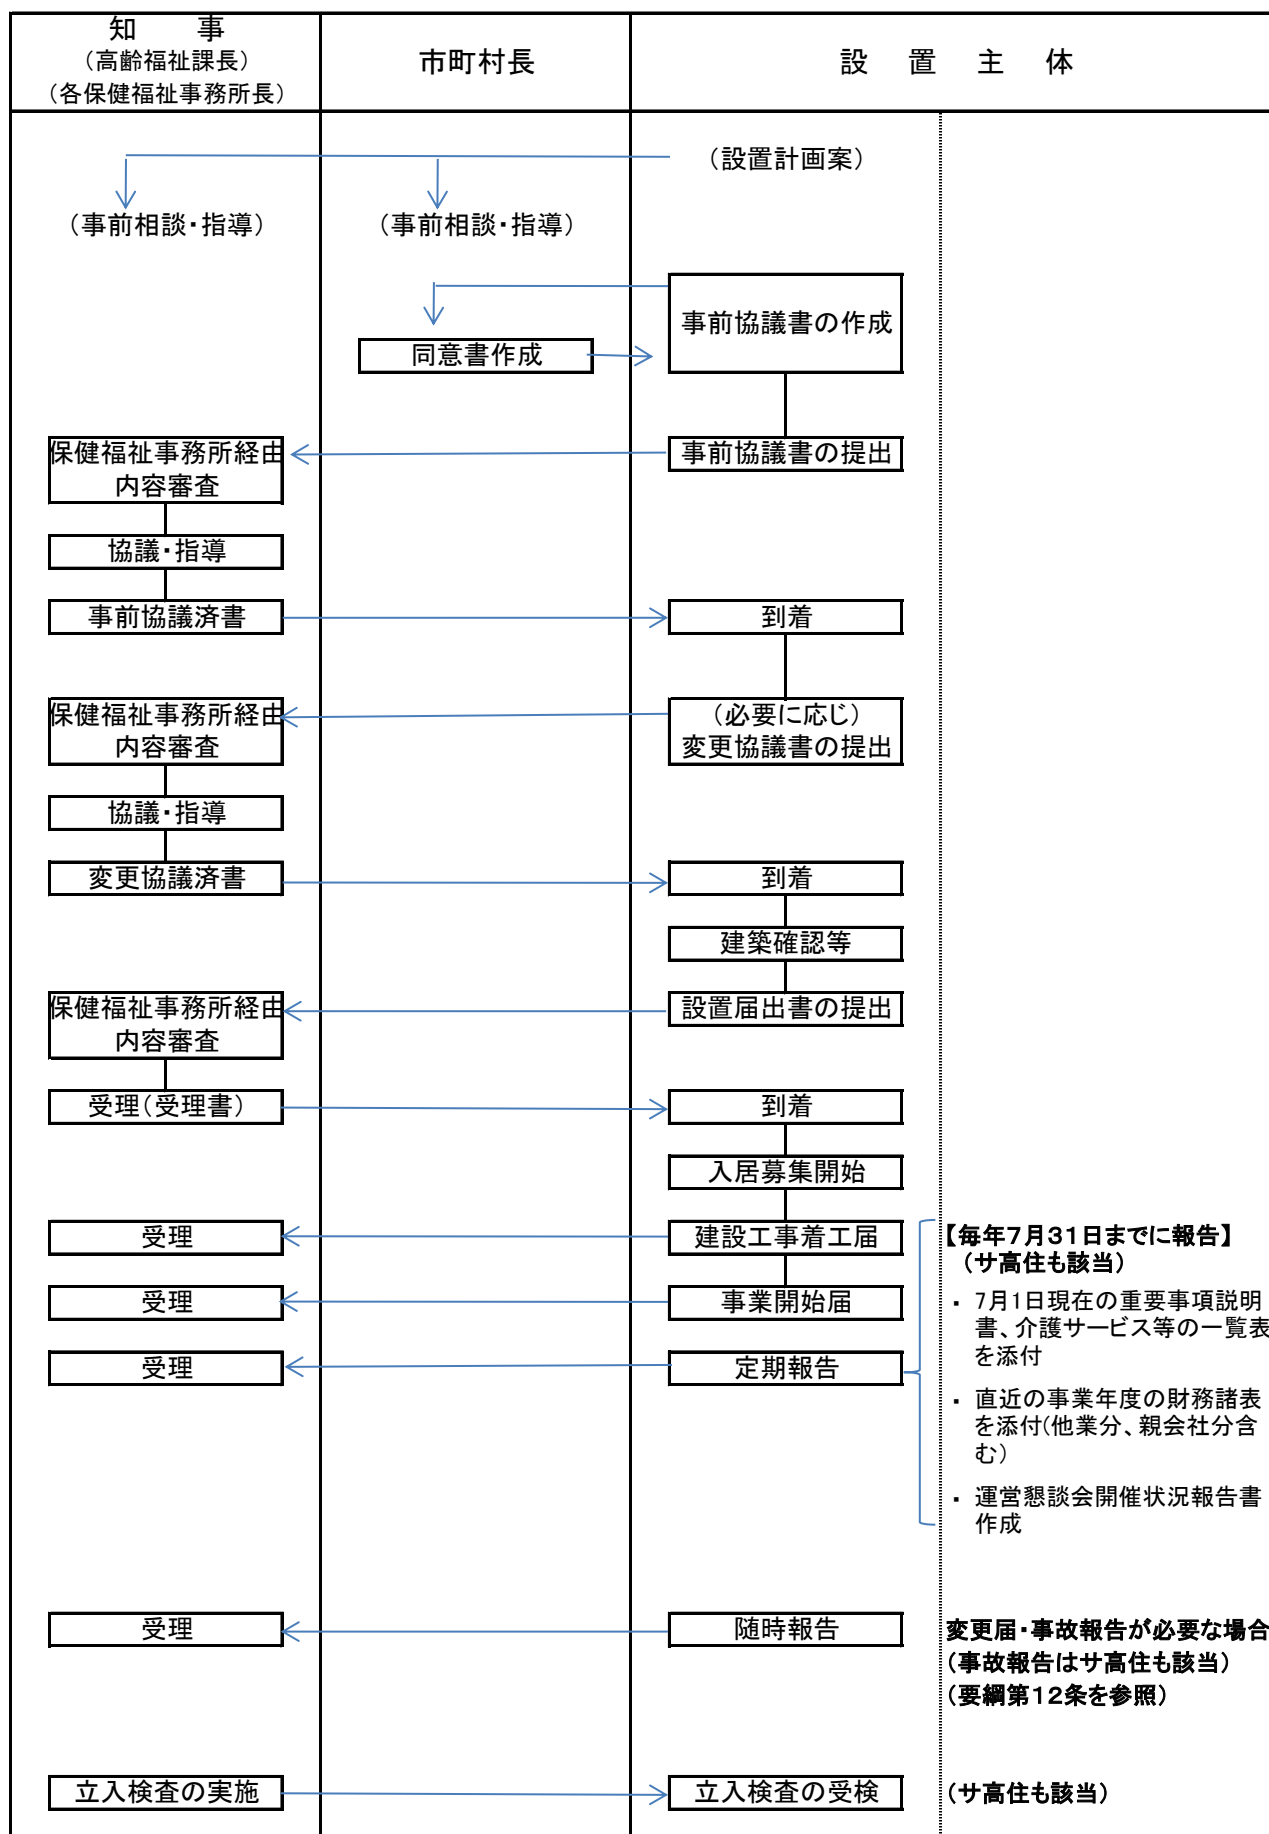 知　　事
（高齢福祉課長）
（各保健福祉事務所長）
市町村長
設　置　主　体
（設置計画案）
（事前相談・指導）
（事前相談・指導）
事前協議書の作成
同意書作成
保健福祉事務所経由
内容審査
事前協議書の提出
協議・指導
事前協議済書
到着
保健福祉事務所経由
内容審査
（必要に応じ）
変更協議書の提出
協議・指導
変更協議済書
到着
建築確認等
保健福祉事務所経由
内容審査
設置届出書の提出
受理（受理書）
到着
入居募集開始
受理
建設工事着工届
【毎年7月31日までに報告】
（サ高住も該当）
受理
事業開始届
・ 7月1日現在の重要事項説明
書、介護サービス等の一覧表
を添付
受理
定期報告
・ 直近の事業年度の財務諸表
を添付(他業分、親会社分含
む）
・ 運営懇談会開催状況報告書
作成
受理
随時報告
変更届・事故報告が必要な場合
（事故報告はサ高住も該当）
（要綱第12条を参照）
立入検査の実施
立入検査の受検
（サ高住も該当）